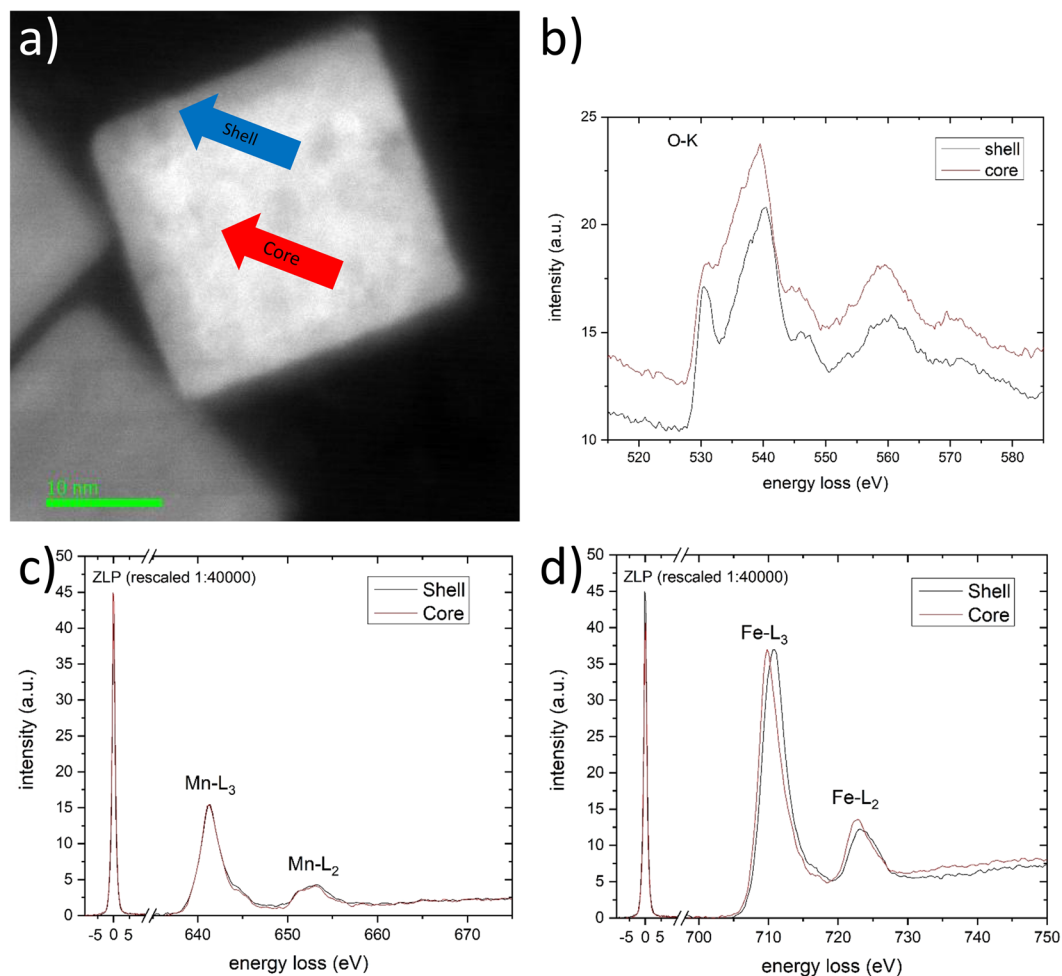 a)
Shell
Core
10 nm
b)
O-K
shell
core
25
20
15
10
520 530 540 550 560 570 580
intensity (a.u.)
energy loss (eV)
c)
ZLP (rescaled 1:40000)
Shell
Core
Mn-L3
Mn-L2
50
45
40
35
30
25
20
15
10
5
0
-5 0 5 640 650 660 670
intensity (a.u.)
energy loss (eV)
d)
ZLP (rescaled 1:40000)
Shell
Core
Fe-L3
Fe-L2
50
45
40
35
30
25
20
15
10
5
0
-5 0 5 700 710 720 730 740 750
intensity (a.u.)
energy loss (eV)